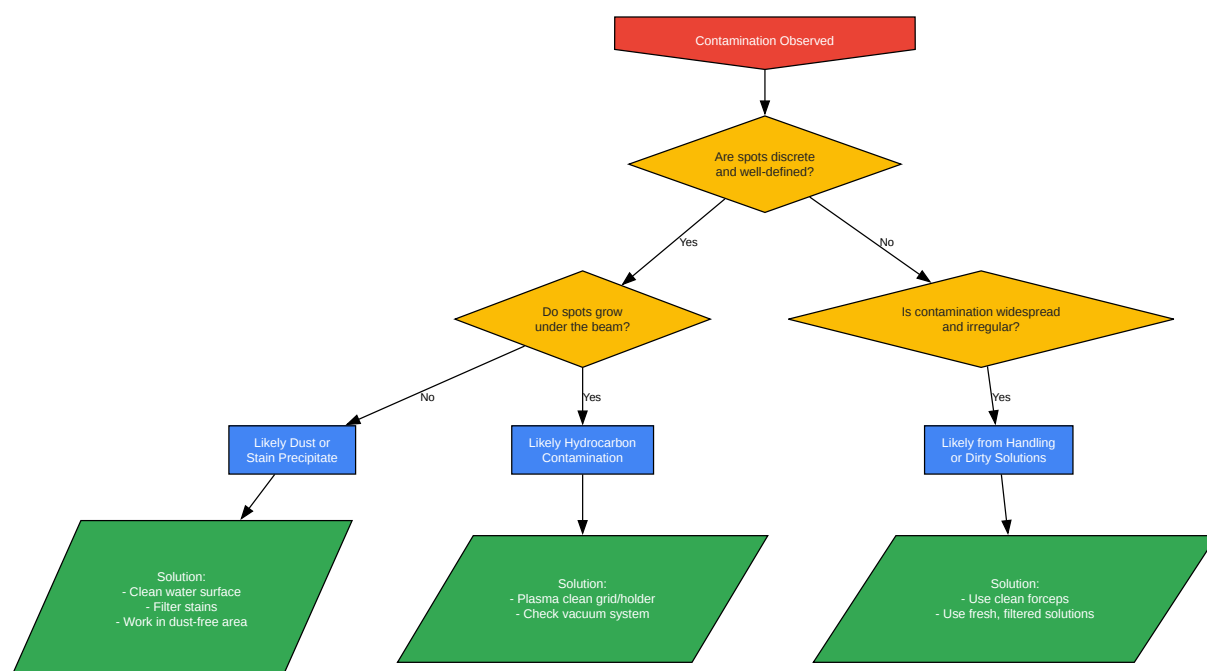 Contamination Observed
Are spots discrete
and well-defined?
Yes
No
Do spots grow
under the beam?
Is contamination widespread
and irregular?
No
Yes
Yes
Likely Dust or
Stain Precipitate
Likely Hydrocarbon
Contamination
Likely from Handling
or Dirty Solutions
Solution:
- Clean water surface
- Filter stains
- Work in dust-free area
Solution:
- Plasma clean grid/holder
- Check vacuum system
Solution:
- Use clean forceps
- Use fresh, filtered solutions